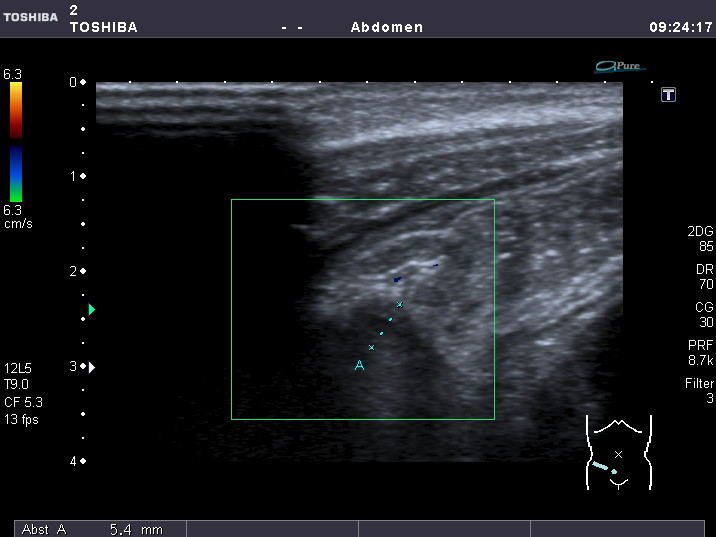 TOSHIBA
2
TOSHIBA - - Abdomen 09:24:17
aPure
T
6.3
6.3
cm/s
0
1
2
3
4
A
2DG
85
DR
70
CG
30
PRF
8.7k
Filter
3
12L5
T9.0
CF 5.3
13 fps
Abst A 5.4 mm